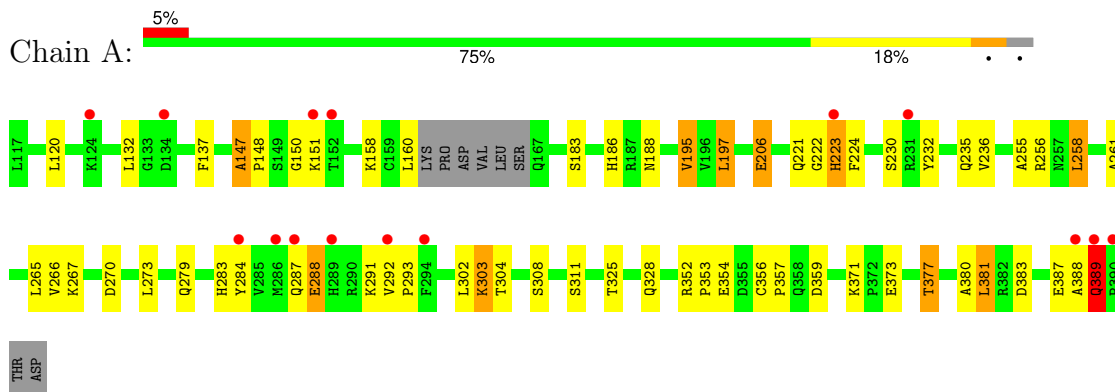 5%
Chain A:
75% 18% • •
L117 L120 K124 L132 G133 D134 F137 A147 P148 S149 G150 K151 T152 K158 C159 L160 LYS PRO ASP VAL LEU SER Q167 S183 H186 R187 N188 V195 V196 L197 E206 Q221 G222 H223 F224 S230 R231 Y232 Q235 V236 A255 R256 N257 L258 A261
L265 V266 K267 D270 L273 Q279 H283 Y284 V285 M286 Q287 E288 H289 R290 K291 V292 P293 F294 L302 K303 T304 S308 S311 T325 Q328 R352 P353 E354 D355 C356 P357 Q358 D359 K371 P372 E373 T377 A380 L381 R382 D383 E387 A388 Q389 P390
THR ASP